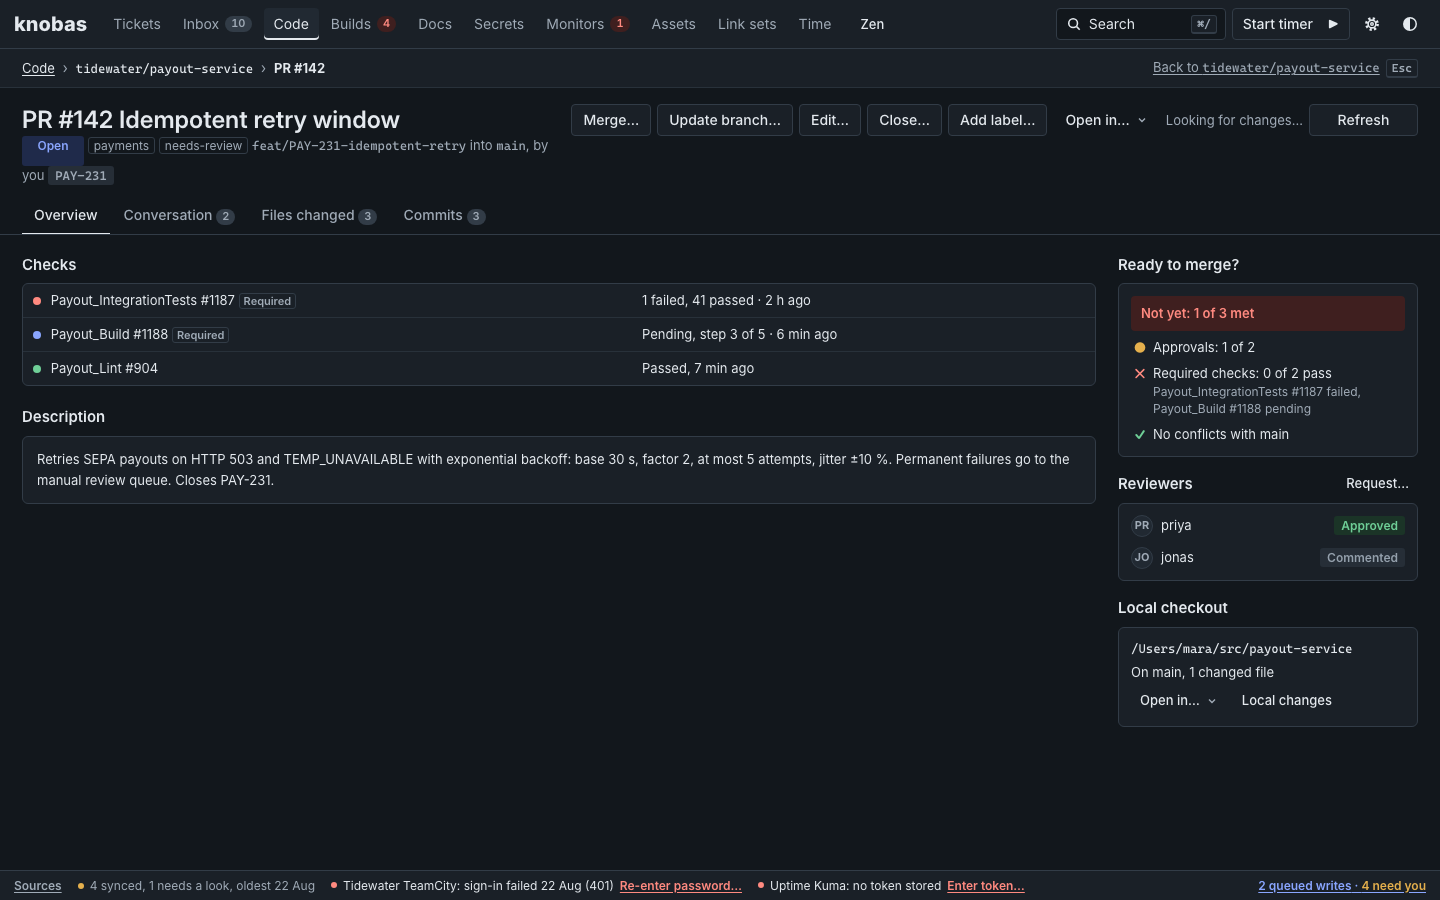 knobas Tickets Inbox 10 Code Builds 4 Docs Secrets Monitors 1 Assets Link sets Time Zen Search ⌘/ Start timer
Code › tidewater/payout-service › PR #142 Back to tidewater/payout-service Esc
PR #142 Idempotent retry window Merge... Update branch... Edit... Close... Add label... Open in... Looking for changes... Refresh
Open payments needs-review feat/PAY-231-idempotent-retry into main, by
you PAY-231
Overview Conversation 2 Files changed 3 Commits 3
Checks
Payout_IntegrationTests #1187 Required 1 failed, 41 passed · 2 h ago
Payout_Build #1188 Required Pending, step 3 of 5 · 6 min ago
Payout_Lint #904 Passed, 7 min ago
Description
Retries SEPA payouts on HTTP 503 and TEMP_UNAVAILABLE with exponential backoff: base 30 s, factor 2, at most 5 attempts, jitter ±10 %. Permanent failures go to the
manual review queue. Closes PAY-231.
Ready to merge?
Not yet: 1 of 3 met
Approvals: 1 of 2
Required checks: 0 of 2 pass
Payout_IntegrationTests #1187 failed,
Payout_Build #1188 pending
No conflicts with main
Reviewers Request...
PR priya Approved
JO jonas Commented
Local checkout
/Users/mara/src/payout-service
On main, 1 changed file
Open in... Local changes
Sources 4 synced, 1 needs a look, oldest 22 Aug Tidewater TeamCity: sign-in failed 22 Aug (401) Re-enter password... Uptime Kuma: no token stored Enter token... 2 queued writes · 4 need you